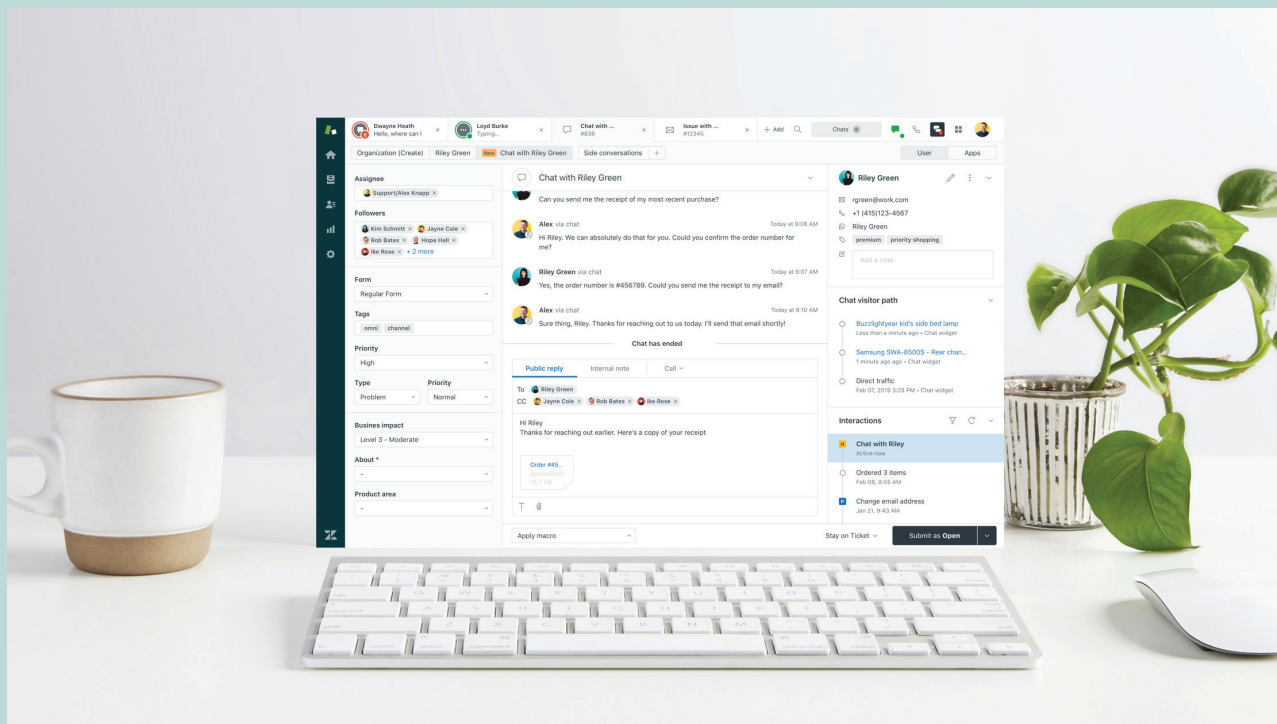 Dwayne Heath
Hello, where can I
Loyd Burke
Typing...
Chat with ...
#836
Issue with ...
#12345
+ Add
Chats 0
Organization (Create)
Riley Green
New Chat with Riley Green
Side conversations +
User
Apps
Assignee
Support/Alex Knapp ×
Followers
Kim Schmitt × Jayne Cole ×
Rob Bates × Hope Hall ×
Ike Rose × + 2 more
Form
Regular Form
Tags
omni channel
Priority
High
Type Priority
Problem Normal
Busines impact
Level 3 - Moderate
About *
-
Product area
-
Chat with Riley Green
Can you send me the receipt of my most recent purchase?
Alex via chat Today at 9:06 AM
Hi Riley. We can absolutely do that for you. Could you confirm the order number for
me?
Riley Green via chat Today at 9:07 AM
Yes, the order number is #456789. Could you send me the receipt to my email?
Alex via chat Today at 9:10 AM
Sure thing, Riley. Thanks for reaching out to us today. I'll send that email shortly!
Chat has ended
Public reply Internal note Call
To Riley Green
CC Jayne Cole × Rob Bates × ike Rose ×
Hi Riley
Thanks for reaching out earlier. Here's a copy of your receipt
Order #45...
Apply macro
Riley Green
rgreen@work.com
+1 (415)123-4567
Riley Green
premium priority shopping
Add a note
Chat visitor path
Buzzlightyear kid's side bed lamp
Less than a minute ago • Chat widget
Samsung SWA-8500S - Rear chan...
1 minute ago ago • Chat widget
Direct traffic
Feb 02, 2019 3:29 PM • Chat widget
Interactions
Chat with Riley
Active now
Ordered 3 items
Feb 08, 9:05 AM
Change email address
Jan 21, 9:43 AM
Stay on Ticket
Submit as Open